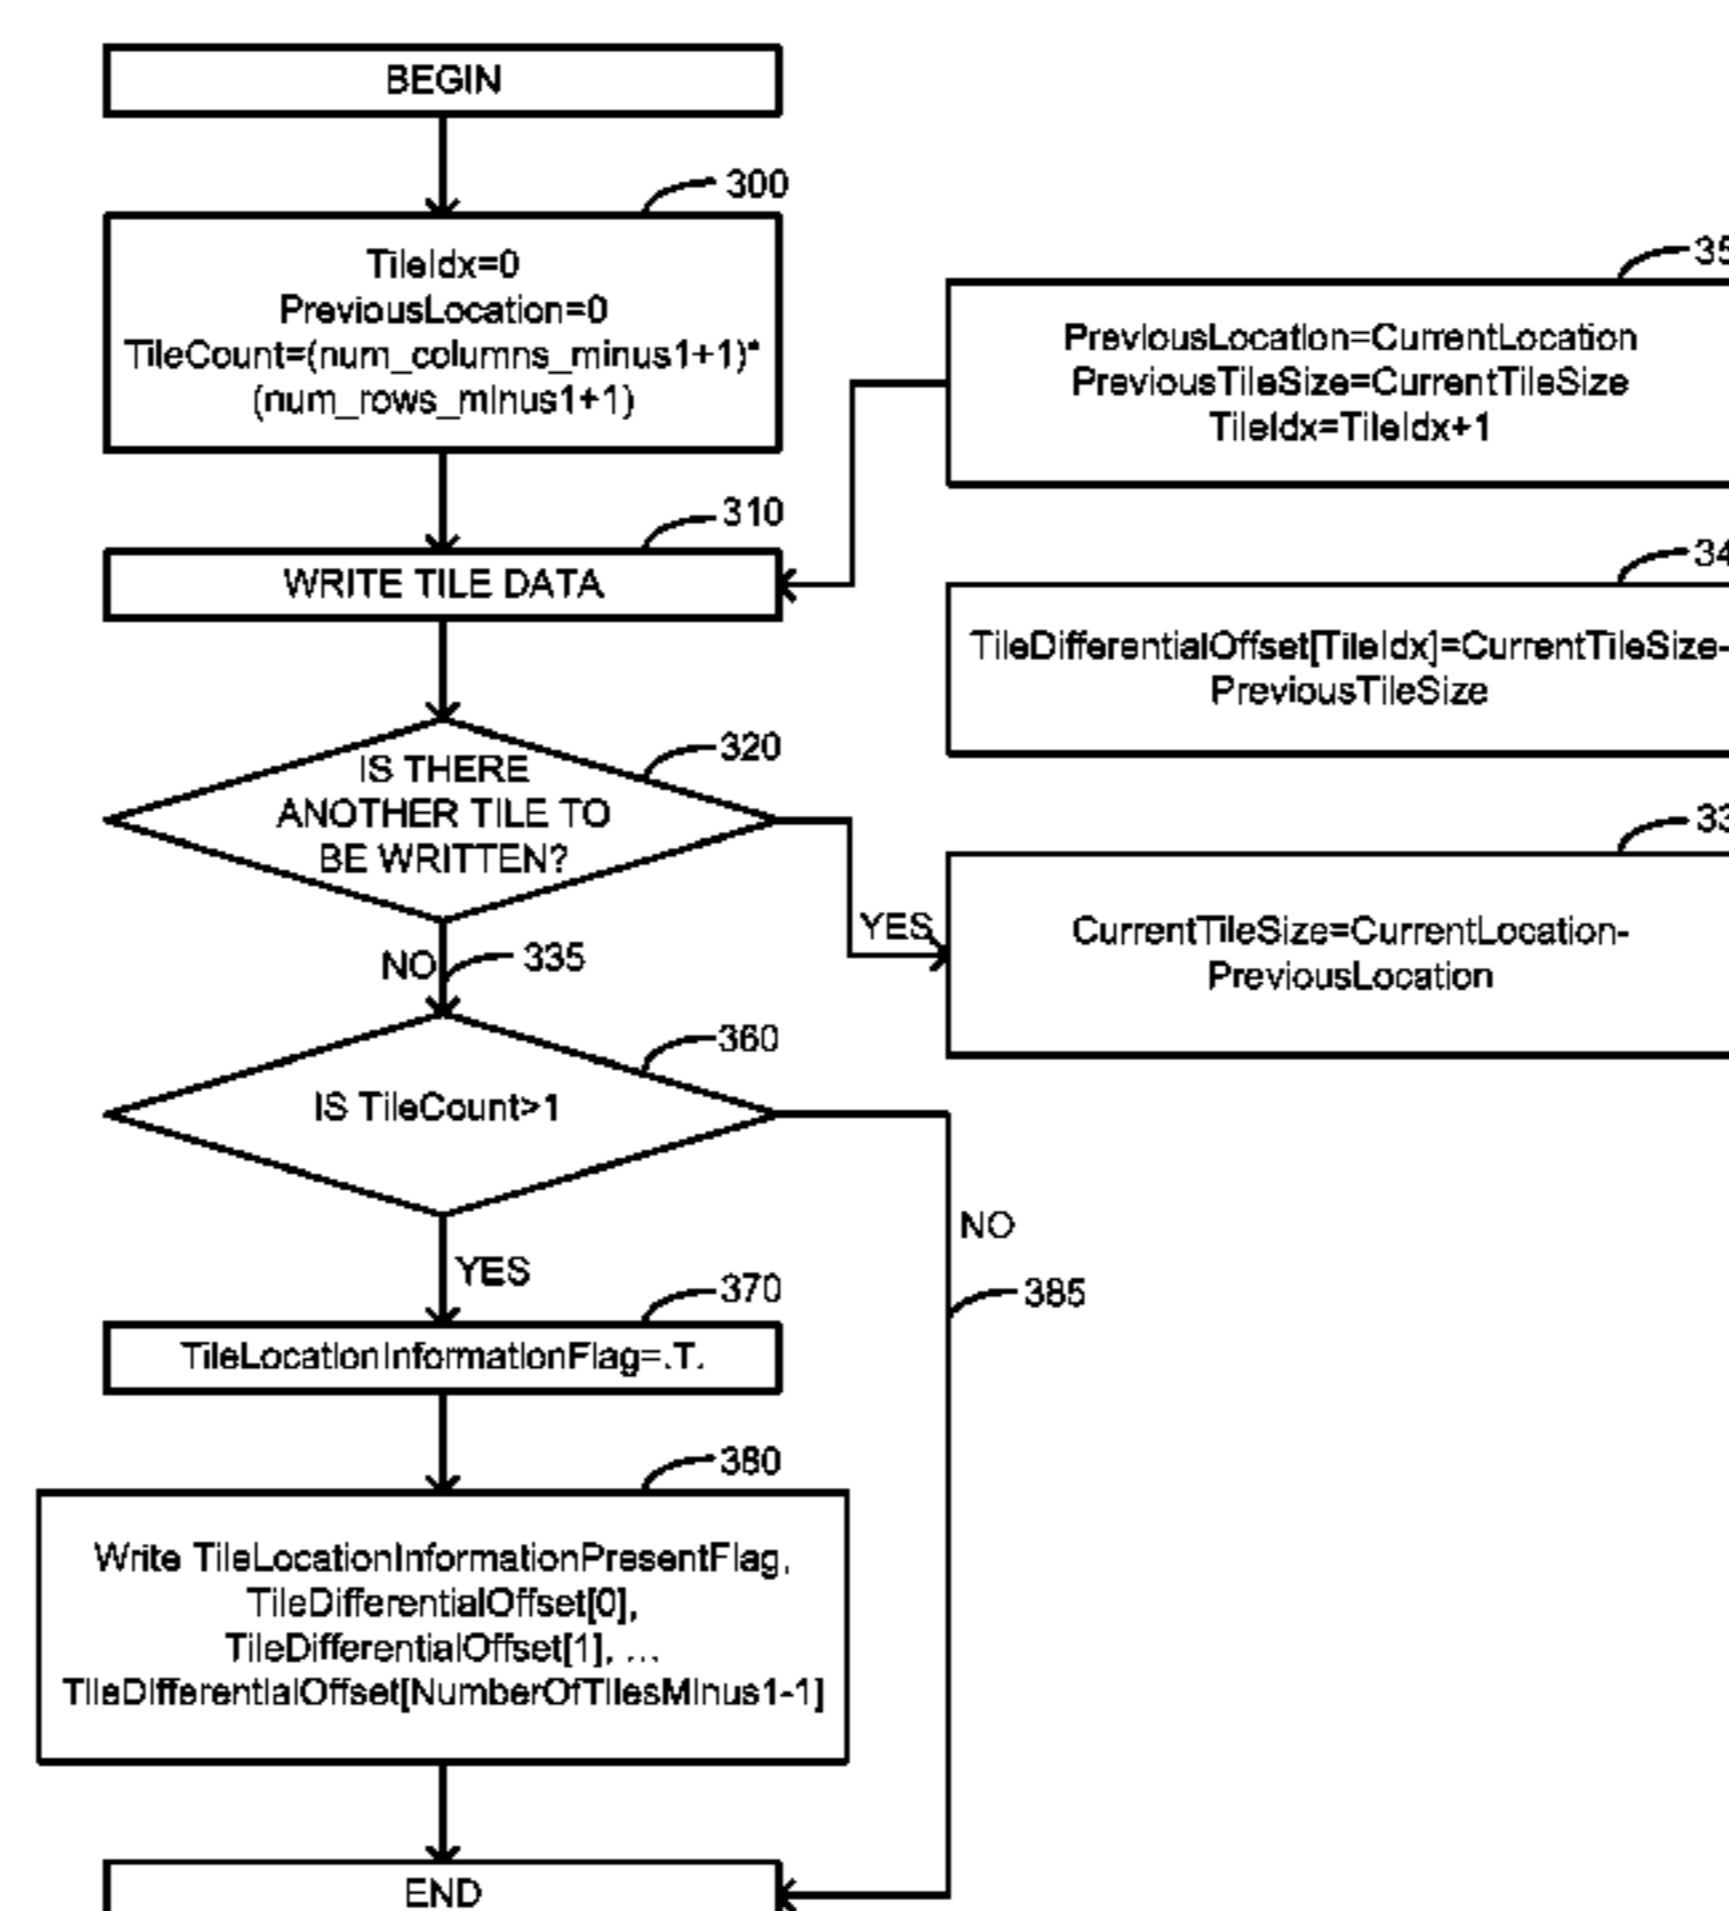 BEGIN
300
TileIdx=0
PreviousLocation=0
TileCount=(num_columns_minus1+1)*
(num_rows_minus1+1)
310
WRITE TILE DATA
320
IS THERE
ANOTHER TILE TO
BE WRITTEN?
YES
NO
335
360
IS TileCount>1
NO
385
YES
370
TileLocationInformationFlag=.T.
380
Write TileLocationInformationPresentFlag,
TileDifferentialOffset[0],
TileDifferentialOffset[1], ...
TileDifferentialOffset[NumberOfTilesMinus1-1]
END
35
PreviousLocation=CurrentLocation
PreviousTileSize=CurrentTileSize
TileIdx=TileIdx+1
34
TileDifferentialOffset[TileIdx]=CurrentTileSize-
PreviousTileSize
33
CurrentTileSize=CurrentLocation-
PreviousLocation